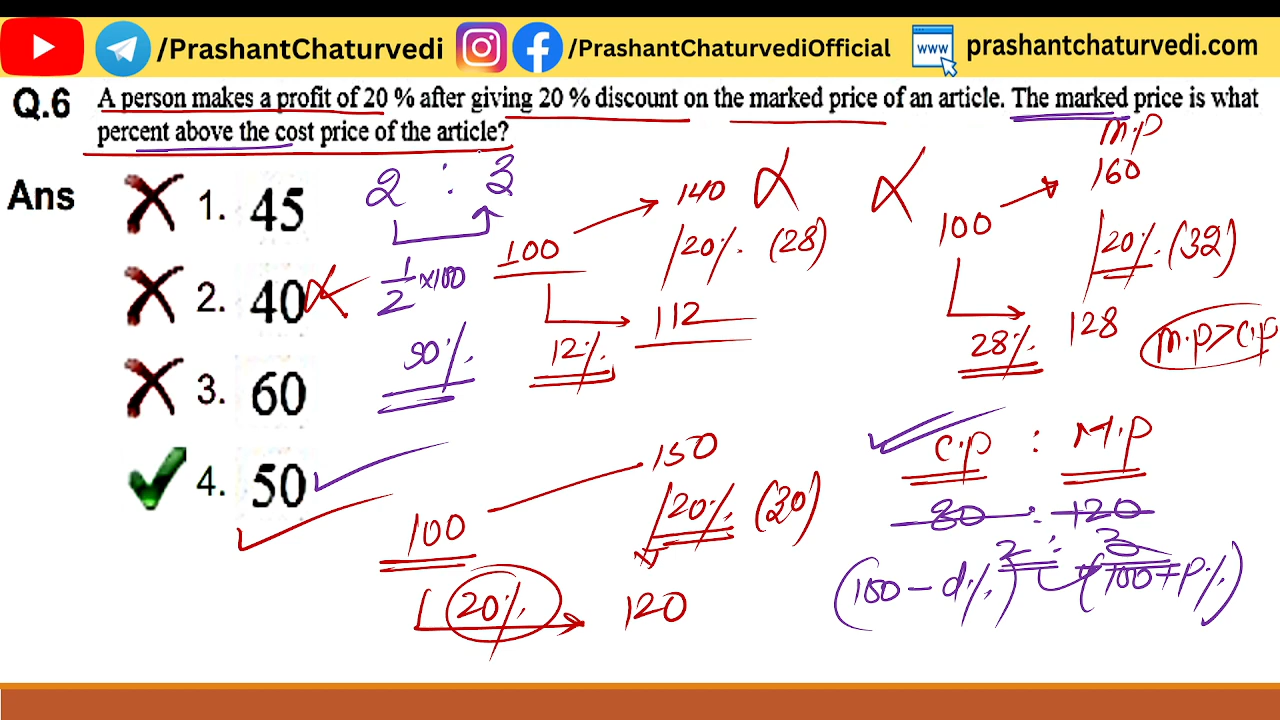 /PrashantChaturvedi /PrashantChaturvediOfficial www prashantchaturvedi.com
Q.6 A person makes a profit of 20 % after giving 20 % discount on the marked price of an article. The marked price is what
percent above the cost price of the article?
Ans
1. 45
2. 40
3. 60
4. 50
2 : 3
1/2 ×100
50%
100
140
20% (28)
112
12%
m.p
160
100
20% (32)
128
28%
m.p>c.p
150
100
20% (30)
20%
120
C.p : M.p
80 : 120
2 : 3
(100-d%) (100+p%)